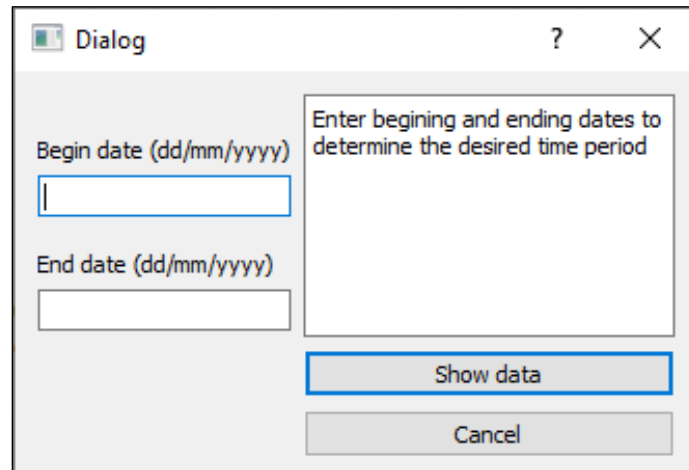 Dialog
?
Begin date (dd/mm/yyyy)
End date (dd/mm/yyyy)
Enter begining and ending dates to
determine the desired time period
Show data
Cancel